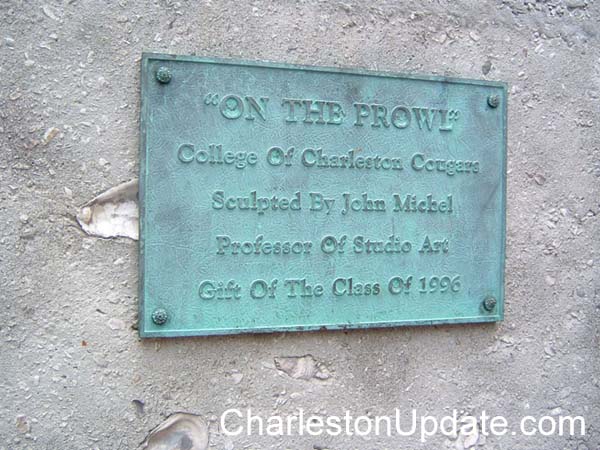 "ON THE PROWL"
College Of Charleston Cougars
Sculpted By John Michel
Professor Of Studio Art
Gift Of The Class Of 1996
CharlestonUpdate.com